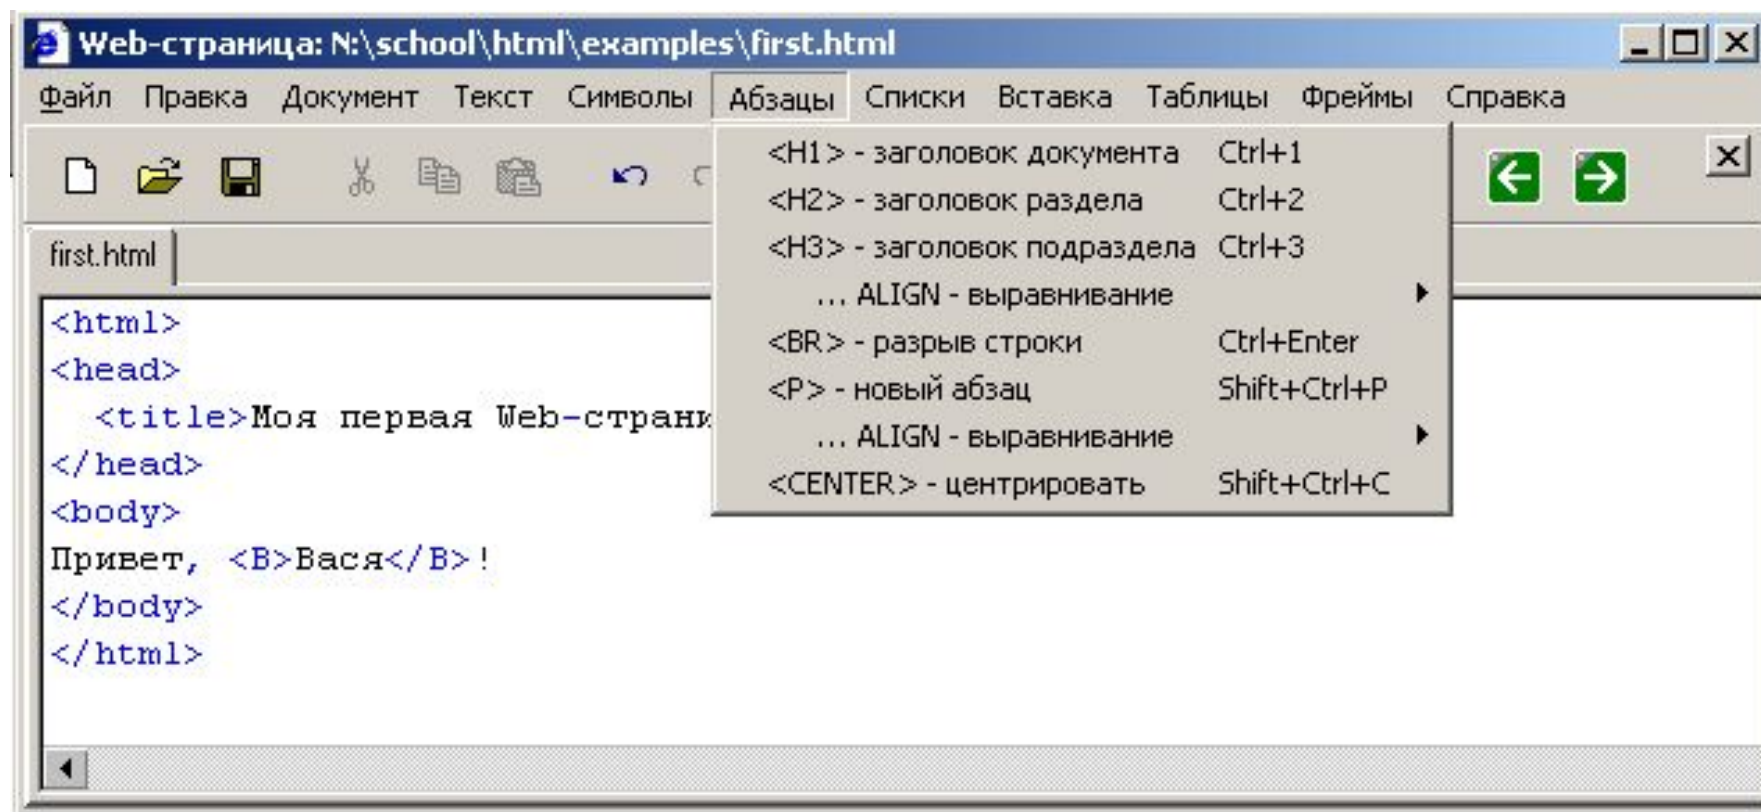 Web-страница: N:\school\html\examples\first.html
Файл Правка Документ Текст Символы Абзацы Списки Вставка Таблицы Фреймы Справка
<H1> - заголовок документа Ctrl+1
<H2> - заголовок раздела Ctrl+2
<H3> - заголовок подраздела Ctrl+3
... ALIGN - выравнивание
<BR> - разрыв строки Ctrl+Enter
<P> - новый абзац Shift+Ctrl+P
... ALIGN - выравнивание
<CENTER> - центрировать Shift+Ctrl+C
first.html
<html>
<head>
<title>Моя первая Web-страни
</head>
<body>
Привет, <B>Вася</B>!
</body>
</html>